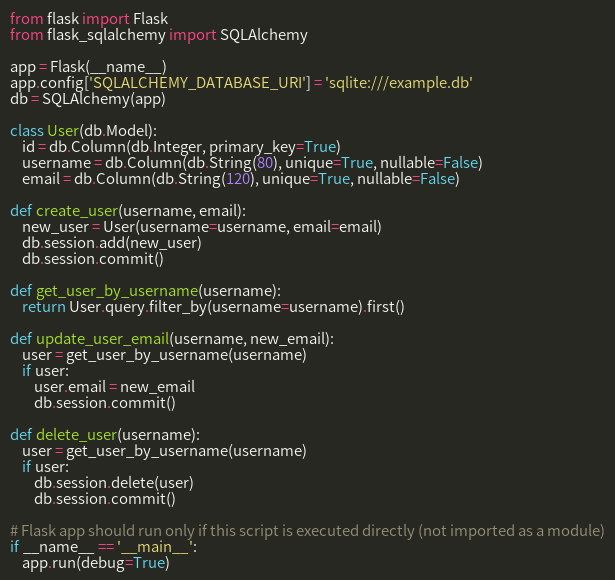 from flask import Flask
from flask_sqlalchemy import SQLAlchemy

app = Flask(__name__)
app.config['SQLALCHEMY_DATABASE_URI'] = 'sqlite:///example.db'
db = SQLAlchemy(app)

class User(db.Model):
    id = db.Column(db.Integer, primary_key=True)
    username = db.Column(db.String(80), unique=True, nullable=False)
    email = db.Column(db.String(120), unique=True, nullable=False)

def create_user(username, email):
    new_user = User(username=username, email=email)
    db.session.add(new_user)
    db.session.commit()

def get_user_by_username(username):
    return User.query.filter_by(username=username).first()

def update_user_email(username, new_email):
    user = get_user_by_username(username)
    if user:
        user.email = new_email
        db.session.commit()

def delete_user(username):
    user = get_user_by_username(username)
    if user:
        db.session.delete(user)
        db.session.commit()

# Flask app should run only if this script is executed directly (not imported as a module)
if __name__ == '__main__':
    app.run(debug=True)